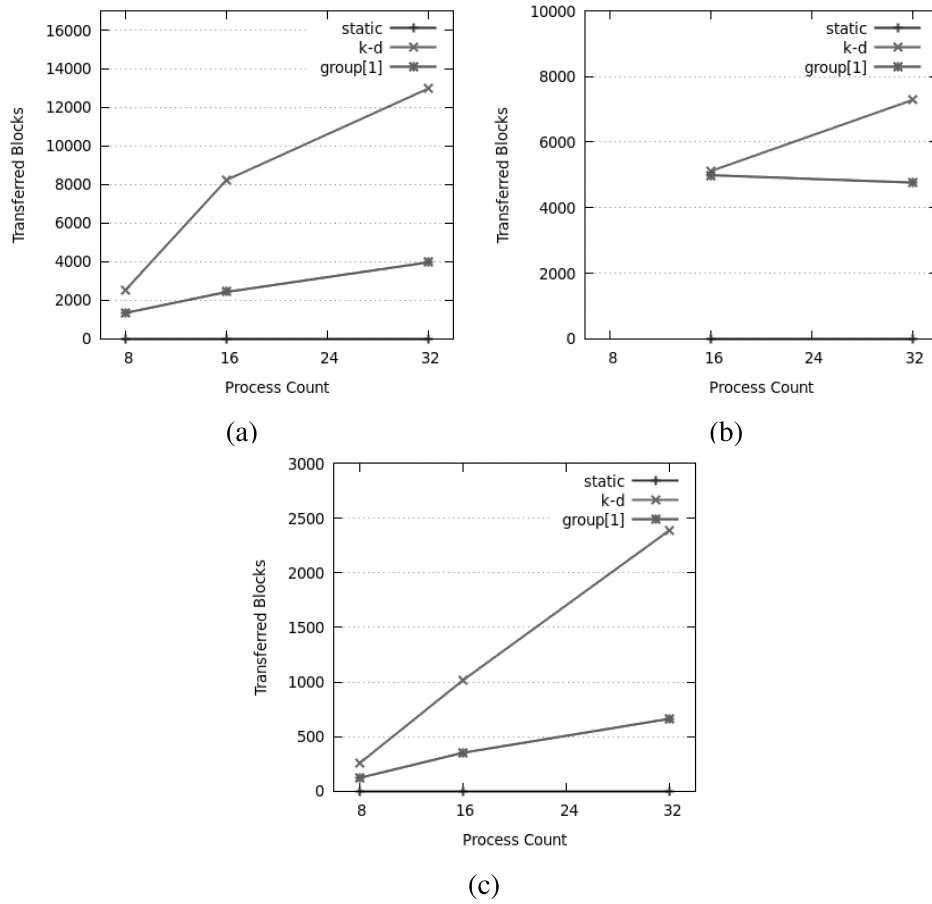 16000
14000
12000
10000
8000
6000
4000
2000
0
Transferred Blocks
static
k-d
group[1]
8 16 24 32
Process Count
(a)
10000
8000
6000
4000
2000
0
Transferred Blocks
static
k-d
group[1]
8 16 24 32
Process Count
(b)
3000
2500
2000
1500
1000
500
0
Transferred Blocks
static
k-d
group[1]
8 16 24 32
Process Count
(c)